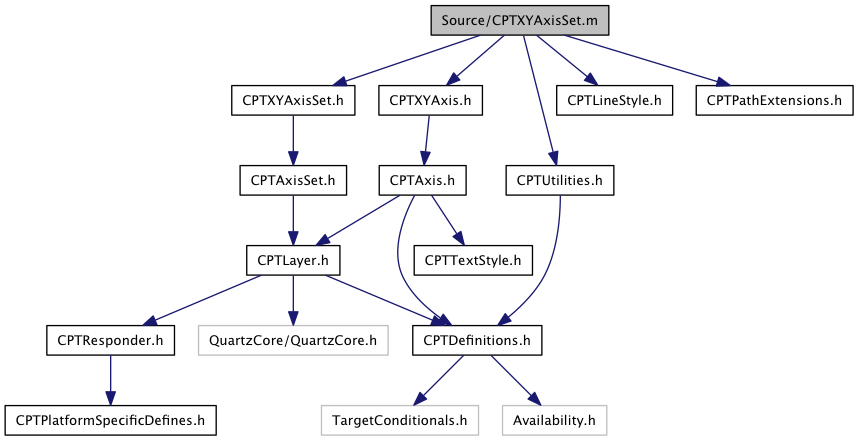 Source/CPTXYAxisSet.m
CPTXYAxisSet.h
CPTXYAxis.h
CPTLineStyle.h
CPTPathExtensions.h
CPTAxisSet.h
CPTAxis.h
CPTUtilities.h
CPTLayer.h
CPTTextStyle.h
CPTResponder.h
QuartzCore/QuartzCore.h
CPTDefinitions.h
CPTPlatformSpecificDefines.h
TargetConditionals.h
Availability.h